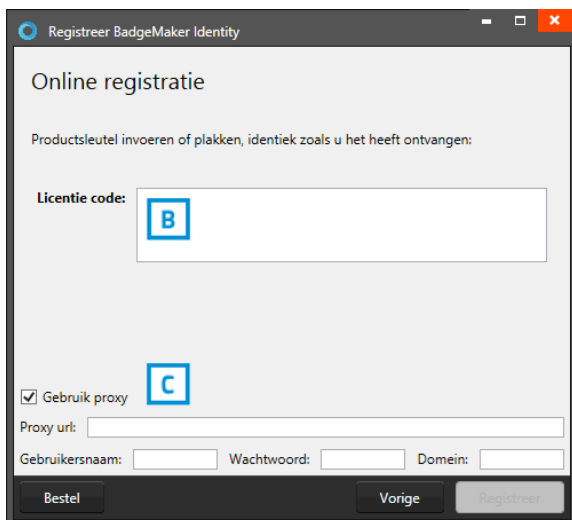 Registreer BadgeMaker Identity
Online registratie
Productsleutel invoeren of plakken, identiek zoals u het heeft ontvangen:
Licentie code:
B
C
Gebruik proxy
Proxy url:
Gebruikersnaam: Wachtwoord: Domein:
Bestel Vorige Registreer